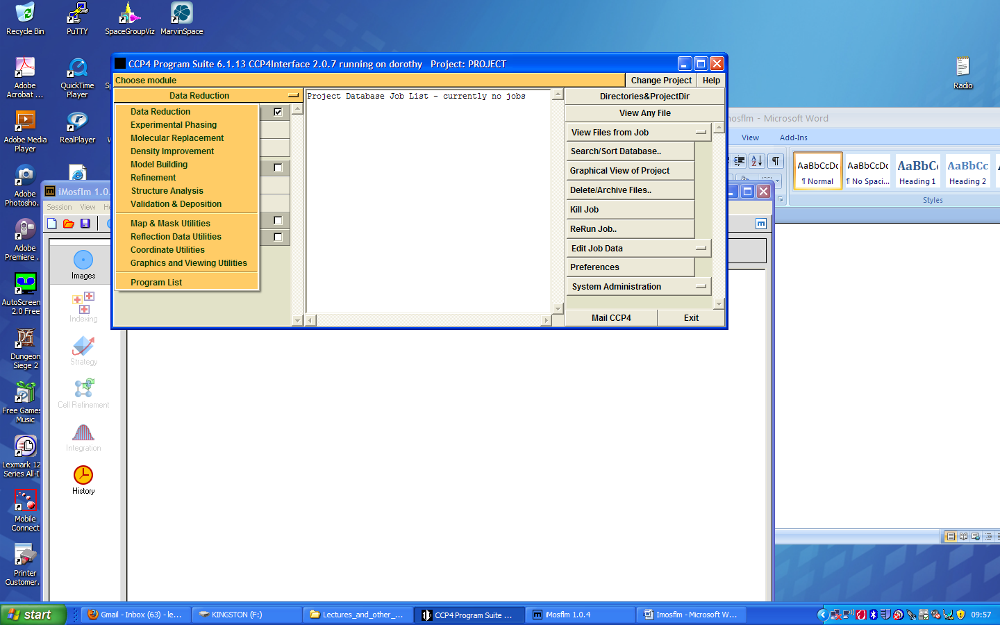 Recycle Bin
PuTTY
SpaceGroupViz
MarvinSpace
Adobe
Acrobat ...
QuickTime
Player
Sp
Radio
Adobe Media
Player
RealPlayer
W
Adobe
Photosho...
Adobe
Premiere ...
AutoScreen
2.0 Free
Dungeon
Siege 2
Free Games
Music
Lexmark 12
Series All-I
Mobile
Connect
Printer
Customer...
CCP4 Program Suite 6.1.13 CCP4Interface 2.0.7 running on dorothy Project: PROJECT
Choose module
Change Project
Help
Data Reduction
Data Reduction
Experimental Phasing
Molecular Replacement
Density Improvement
Model Building
Refinement
Structure Analysis
Validation & Deposition
Map & Mask Utilities
Reflection Data Utilities
Coordinate Utilities
Graphics and Viewing Utilities
Program List
Project Database Job List - currently no jobs
Directories&ProjectDir
View Any File
View Files from Job
Search/Sort Database..
Graphical View of Project
Delete/Archive Files..
Kill Job
ReRun Job..
Edit Job Data
Preferences
System Administration
Mail CCP4
Exit
iMosflm 1.0.
Session
View
He
Images
Indexing
Strategy
Cell Refinement
Integration
History
mosflm - Microsoft Word
View
Add-Ins
AaBbCcDc
¶ Normal
AaBbCcDc
¶ No Spaci...
AaBbC
Heading 1
AaBbCc
Heading 2
Styles
start
Gmail - Inbox (63) - le...
KINGSTON (F:)
Lectures_and_other_...
CCP4 Program Suite ...
iMosflm 1.0.4
Imosflm - Microsoft W...
09:57